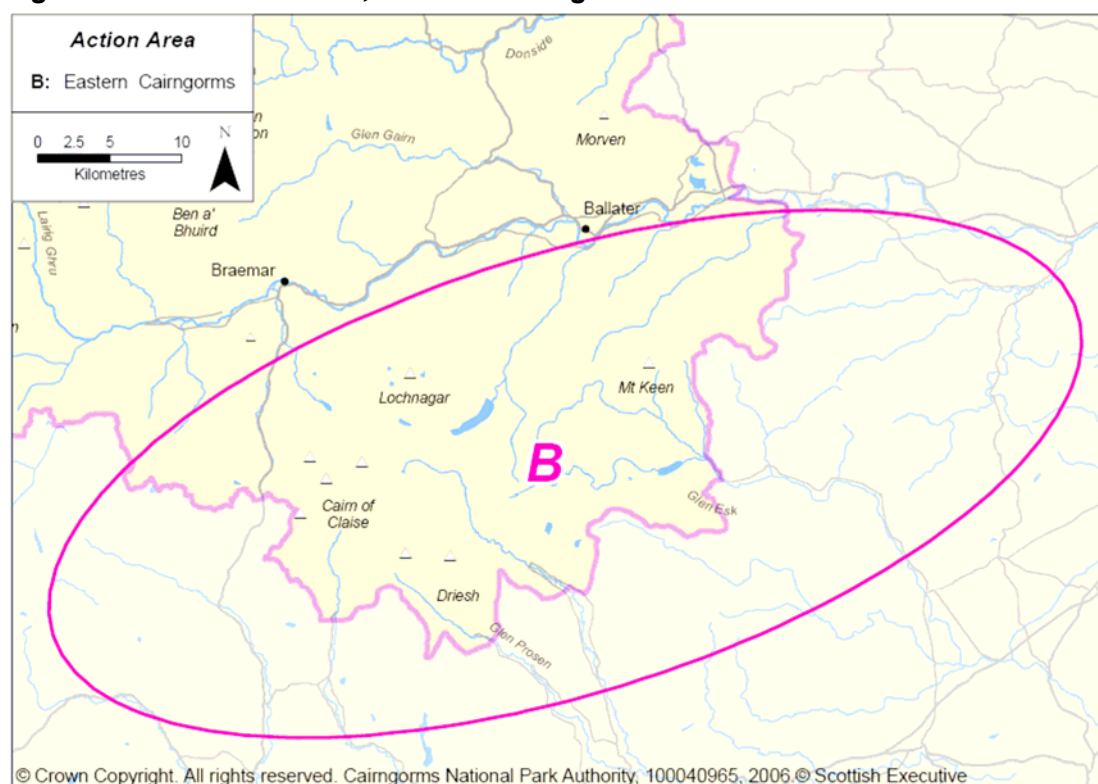 Action Area
B: Eastern Cairngorms
0 2.5 5 10
Kilometres
N
Donside
Morven
Glen Gairn
Ben a'
Bhuird
Lairig Ghru
Ballater
Braemar
Lochnagar
Mt Keen
B
Cairn of
Claise
Glen Esk
Driesh
Glen Prosen
© Crown Copyright. All rights reserved. Cairngorms National Park Authority, 100040965, 2006 © Scottish Executive